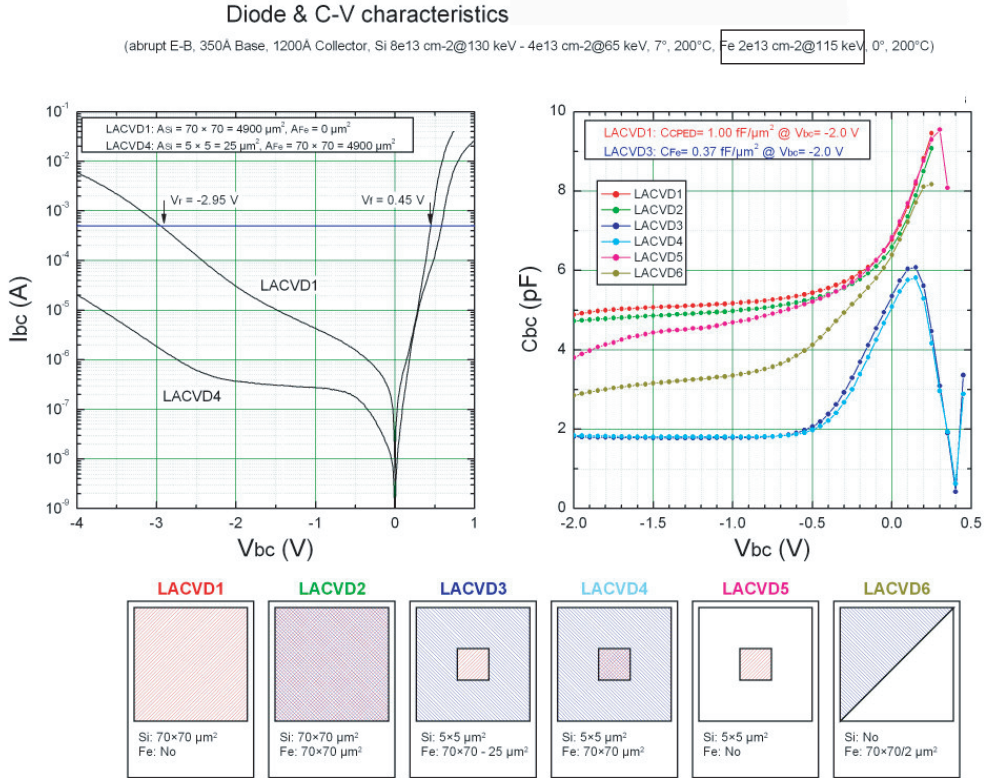 Diode & C-V characteristics
(abrupt E-B, 350Å Base, 1200Å Collector, Si 8e13 cm-2@130 keV - 4e13 cm-2@65 keV, 7°, 200°C, Fe 2e13 cm-2@115 keV, 0°, 200°C)
LACVD1: ASi = 70 × 70 = 4900 µm², AFe = 0 µm²
LACVD4: ASi = 5 × 5 = 25 µm², AFe = 70 × 70 = 4900 µm²
Vr = -2.95 V
Vf = 0.45 V
LACVD1
LACVD4
10⁻¹
10⁻²
10⁻³
10⁻⁴
10⁻⁵
10⁻⁶
10⁻⁷
10⁻⁸
10⁻⁹
Ibc (A)
-4
-3
-2
-1
0
1
Vbc (V)
LACVD1: CCPED= 1.00 fF/µm² @ Vbc= -2.0 V
LACVD3: CFe= 0.37 fF/µm² @ Vbc= -2.0 V
LACVD1
LACVD2
LACVD3
LACVD4
LACVD5
LACVD6
10
8
6
4
2
0
Cbc (pF)
-2.0
-1.5
-1.0
-0.5
0.0
0.5
Vbc (V)
LACVD1
LACVD2
LACVD3
LACVD4
LACVD5
LACVD6
Si: 70×70 µm²
Fe: No
Si: 70×70 µm²
Fe: 70×70 µm²
Si: 5×5 µm²
Fe: 70×70 - 25 µm²
Si: 5×5 µm²
Fe: 70×70 µm²
Si: 5×5 µm²
Fe: No
Si: No
Fe: 70×70/2 µm²